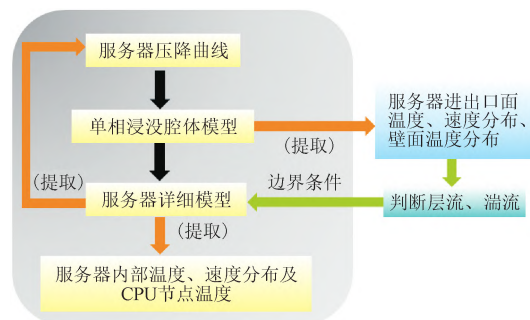 服务器压降曲线
单相浸没腔体模型
(提取)
服务器进出口面
温度、速度分布、
壁面温度分布
(提取)
服务器详细模型
边界条件
判断层流、湍流
(提取)
服务器内部温度、速度分布及
CPU节点温度